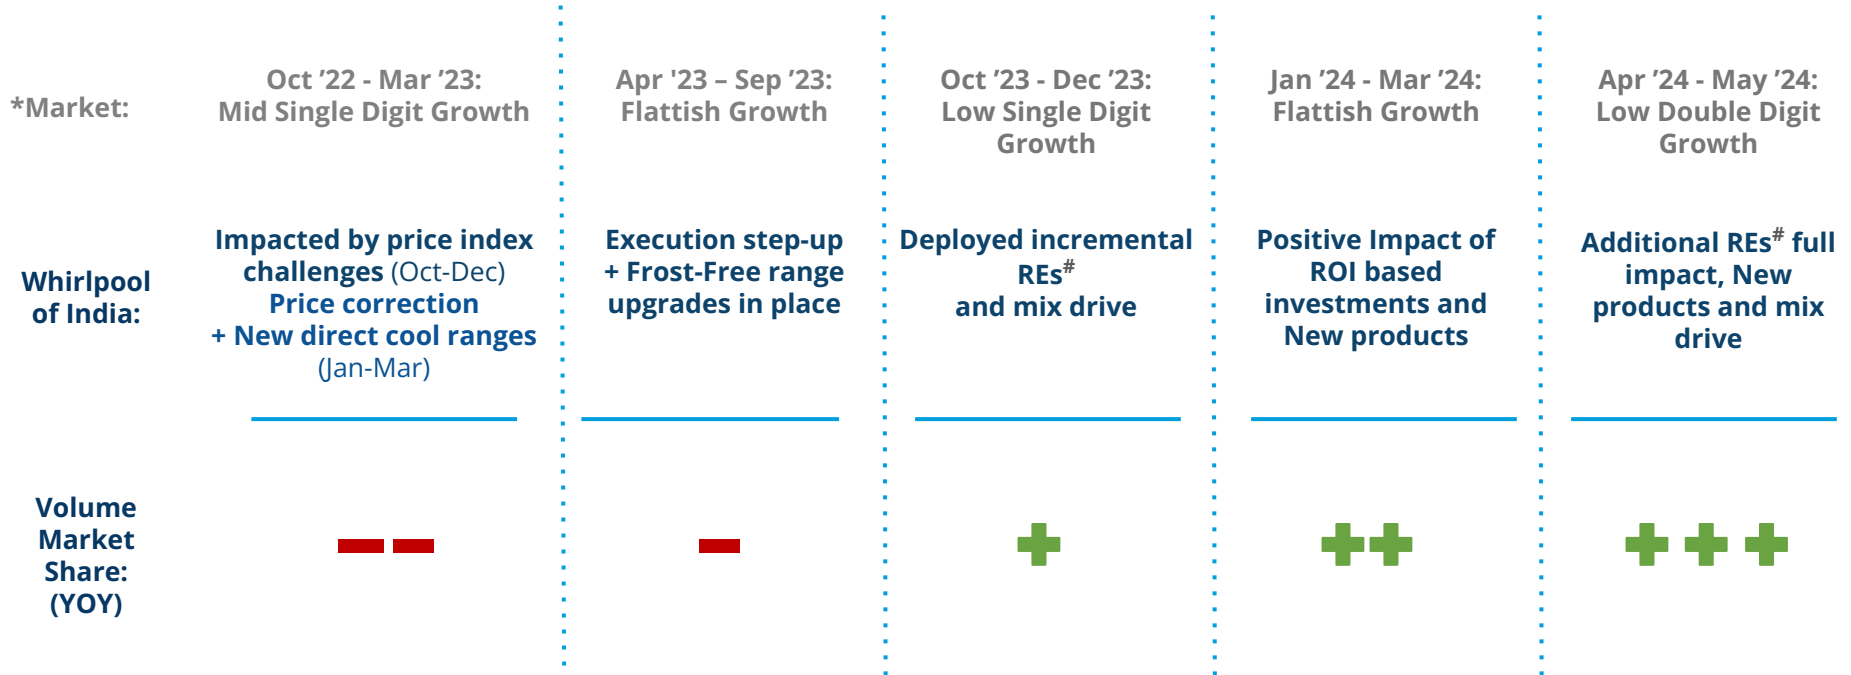 *Market:
Oct ’22 - Mar ’23:
Mid Single Digit Growth
Apr '23 – Sep ’23:
Flattish Growth
Oct ’23 - Dec ’23:
Low Single Digit
Growth
Jan ’24 - Mar ’24:
Flattish Growth
Apr ’24 - May ’24:
Low Double Digit
Growth
Whirlpool
of India:
Impacted by price index
challenges (Oct-Dec)
Price correction
+ New direct cool ranges
(Jan-Mar)
Execution step-up
+ Frost-Free range
upgrades in place
Deployed incremental
REs#
and mix drive
Positive Impact of
ROI based
investments and
New products
Additional REs# full
impact, New
products and mix
drive
Volume
Market
Share:
(YOY)